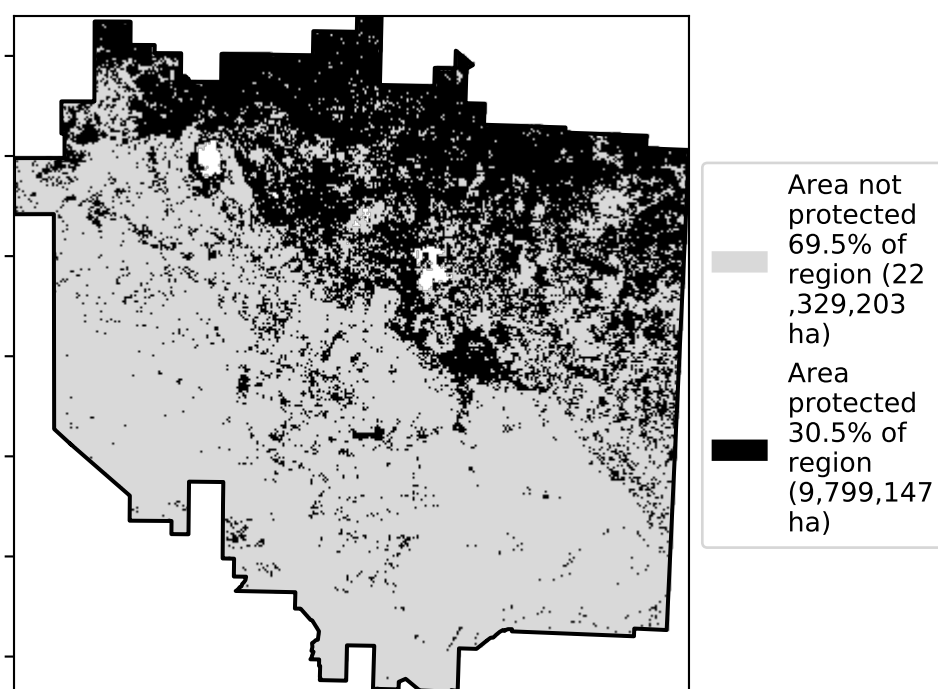 Area not
protected
69.5% of
region (22
,329,203
ha)
Area
protected
30.5% of
region
(9,799,147
ha)